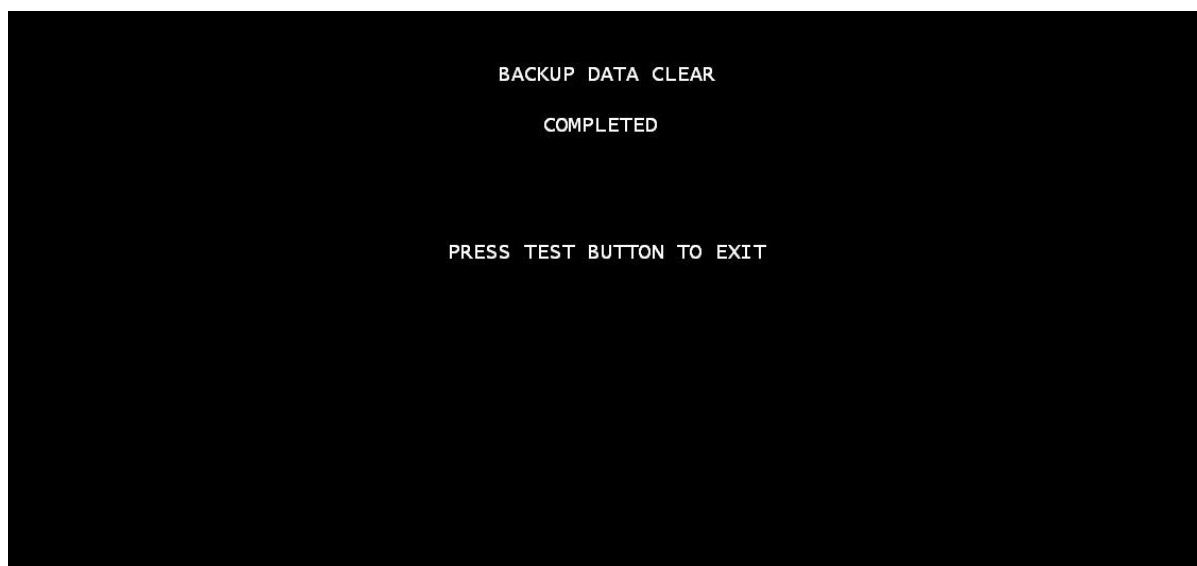 BACKUP DATA CLEAR
COMPLETED
PRESS TEST BUTTON TO EXIT